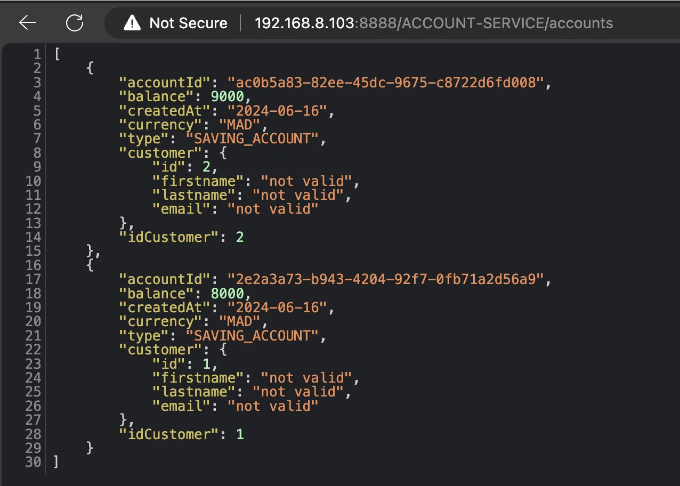 Not Secure 192.168.8.103:8888/ACCOUNT-SERVICE/accounts
1 [
2 {
3 "accountId": "ac0b5a83-82ee-45dc-9675-c8722d6fd008",
4 "balance": 9000,
5 "createdAt": "2024-06-16",
6 "currency": "MAD",
7 "type": "SAVING_ACCOUNT",
8 "customer": {
9 "id": 2,
10 "firstname": "not valid",
11 "lastname": "not valid",
12 "email": "not valid"
13 },
14 "idCustomer": 2
15 },
16 {
17 "accountId": "2e2a3a73-b943-4204-92f7-0fb71a2d56a9",
18 "balance": 8000,
19 "createdAt": "2024-06-16",
20 "currency": "MAD",
21 "type": "SAVING_ACCOUNT",
22 "customer": {
23 "id": 1,
24 "firstname": "not valid",
25 "lastname": "not valid",
26 "email": "not valid"
27 },
28 "idCustomer": 1
29 }
30 ]